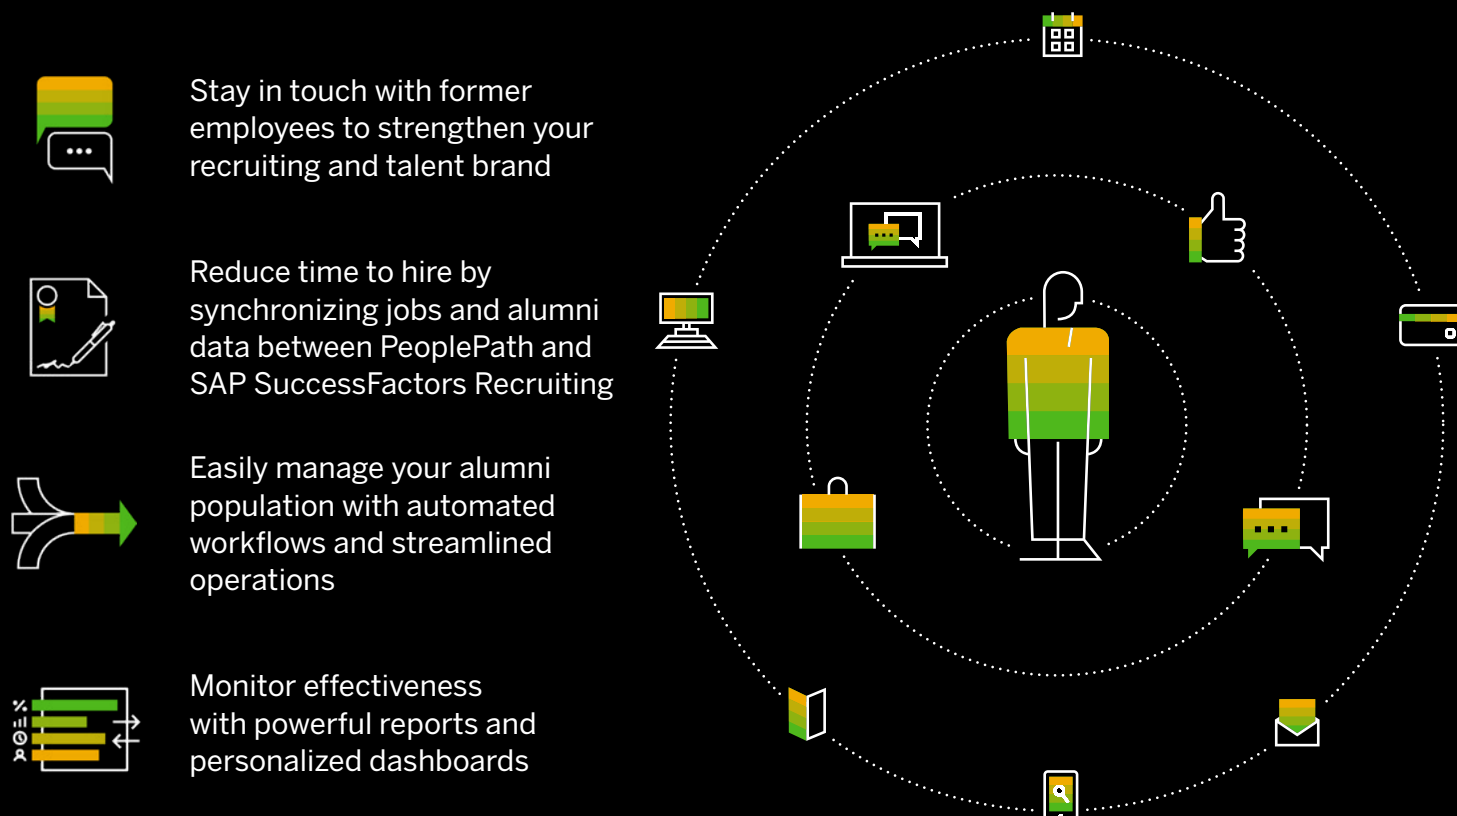 Stay in touch with former
employees to strengthen your
recruiting and talent brand
Reduce time to hire by
synchronizing jobs and alumni
data between PeoplePath and
SAP SuccessFactors Recruiting
Easily manage your alumni
population with automated
workflows and streamlined
operations
Monitor effectiveness
with powerful reports and
personalized dashboards